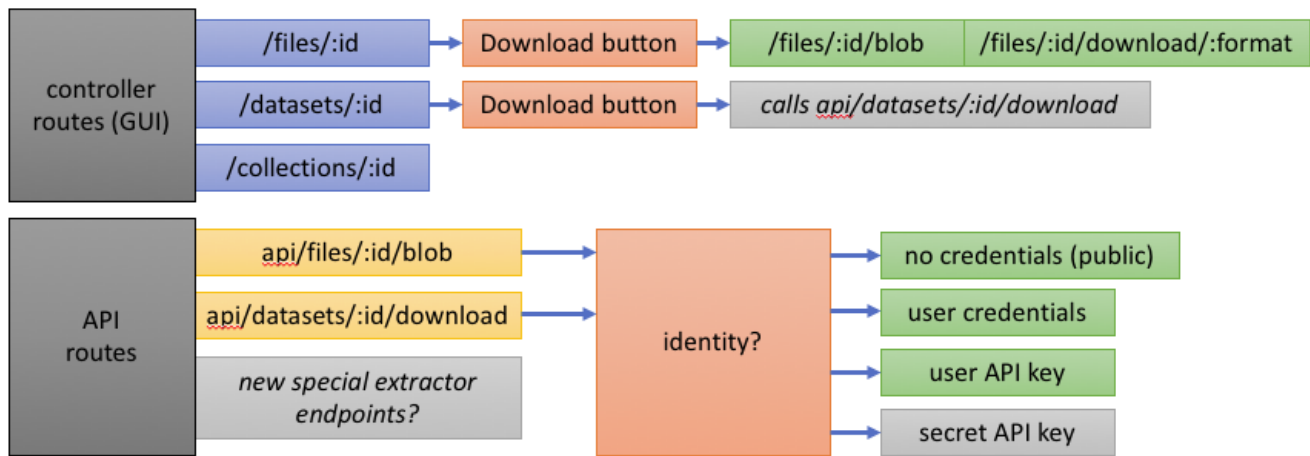 controller
routes (GUI)
/files/:id
Download button
/files/:id/blob
/files/:id/download/:format
/datasets/:id
Download button
calls api/datasets/:id/download
/collections/:id
API
routes
api/files/:id/blob
api/datasets/:id/download
new special extractor
endpoints?
identity?
no credentials (public)
user credentials
user API key
secret API key